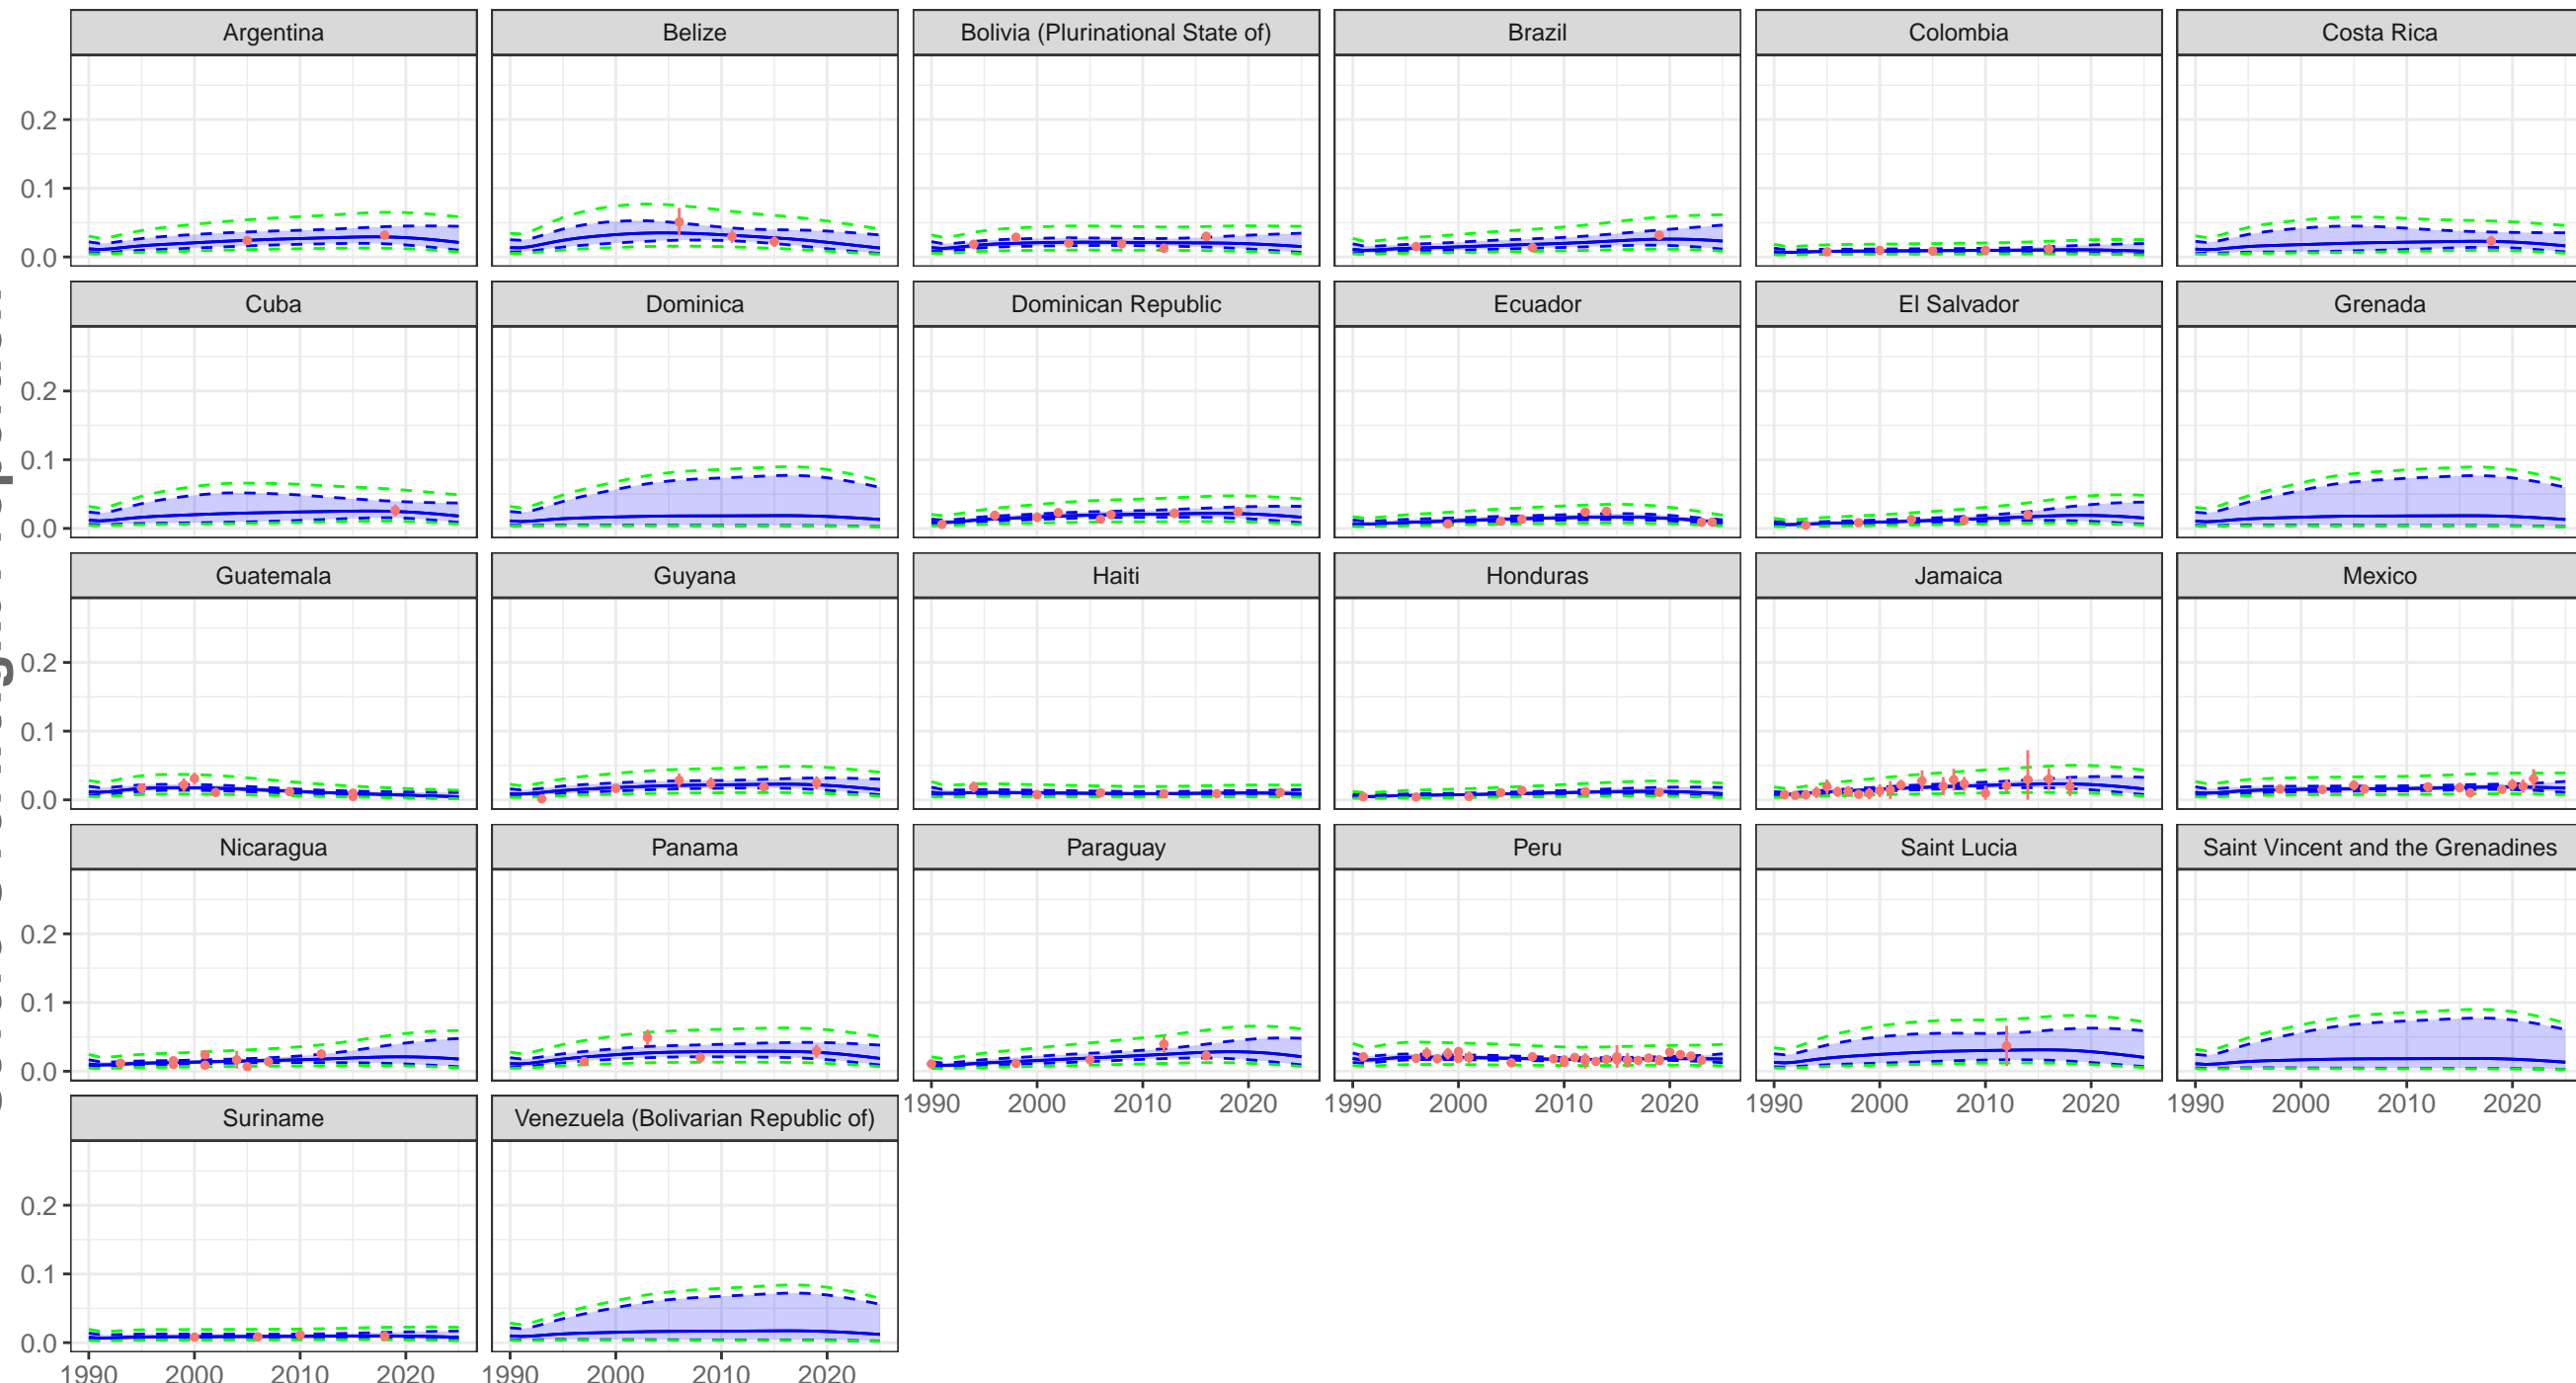 Argentina Belize Bolivia (Plurinational State of) Brazil Colombia Costa Rica
0.2
0.1
0.0
Cuba Dominica Dominican Republic Ecuador El Salvador Grenada
0.2
0.1
0.0
Guatemala Guyana Haiti Honduras Jamaica Mexico
0.2
0.1
0.0
Nicaragua Panama Paraguay Peru Saint Lucia Saint Vincent and the Grenadines
0.2
0.1
0.0
1990 2000 2010 2020 1990 2000 2010 2020 1990 2000 2010 2020 1990 2000 2010 2020
Suriname Venezuela (Bolivarian Republic of)
0.2
0.1
0.0
1990 2000 2010 2020 1990 2000 2010 2020